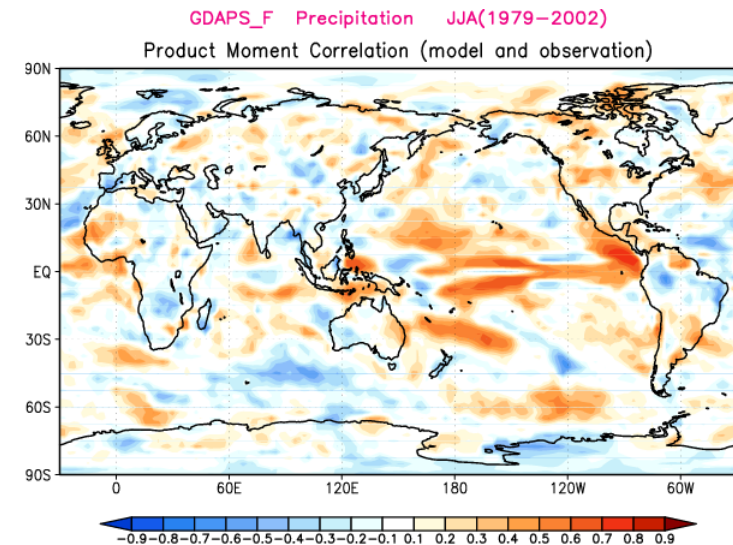 GDAPS_F Precipitation JJA(1979-2002)
Product Moment Correlation (model and observation)
90N
60N
30N
EQ
30S
60S
90S
0 60E 120E 180 120W 60W
-0.9 -0.8 -0.7 -0.6 -0.5 -0.4 -0.3 -0.2 -0.1 0.1 0.2 0.3 0.4 0.5 0.6 0.7 0.8 0.9